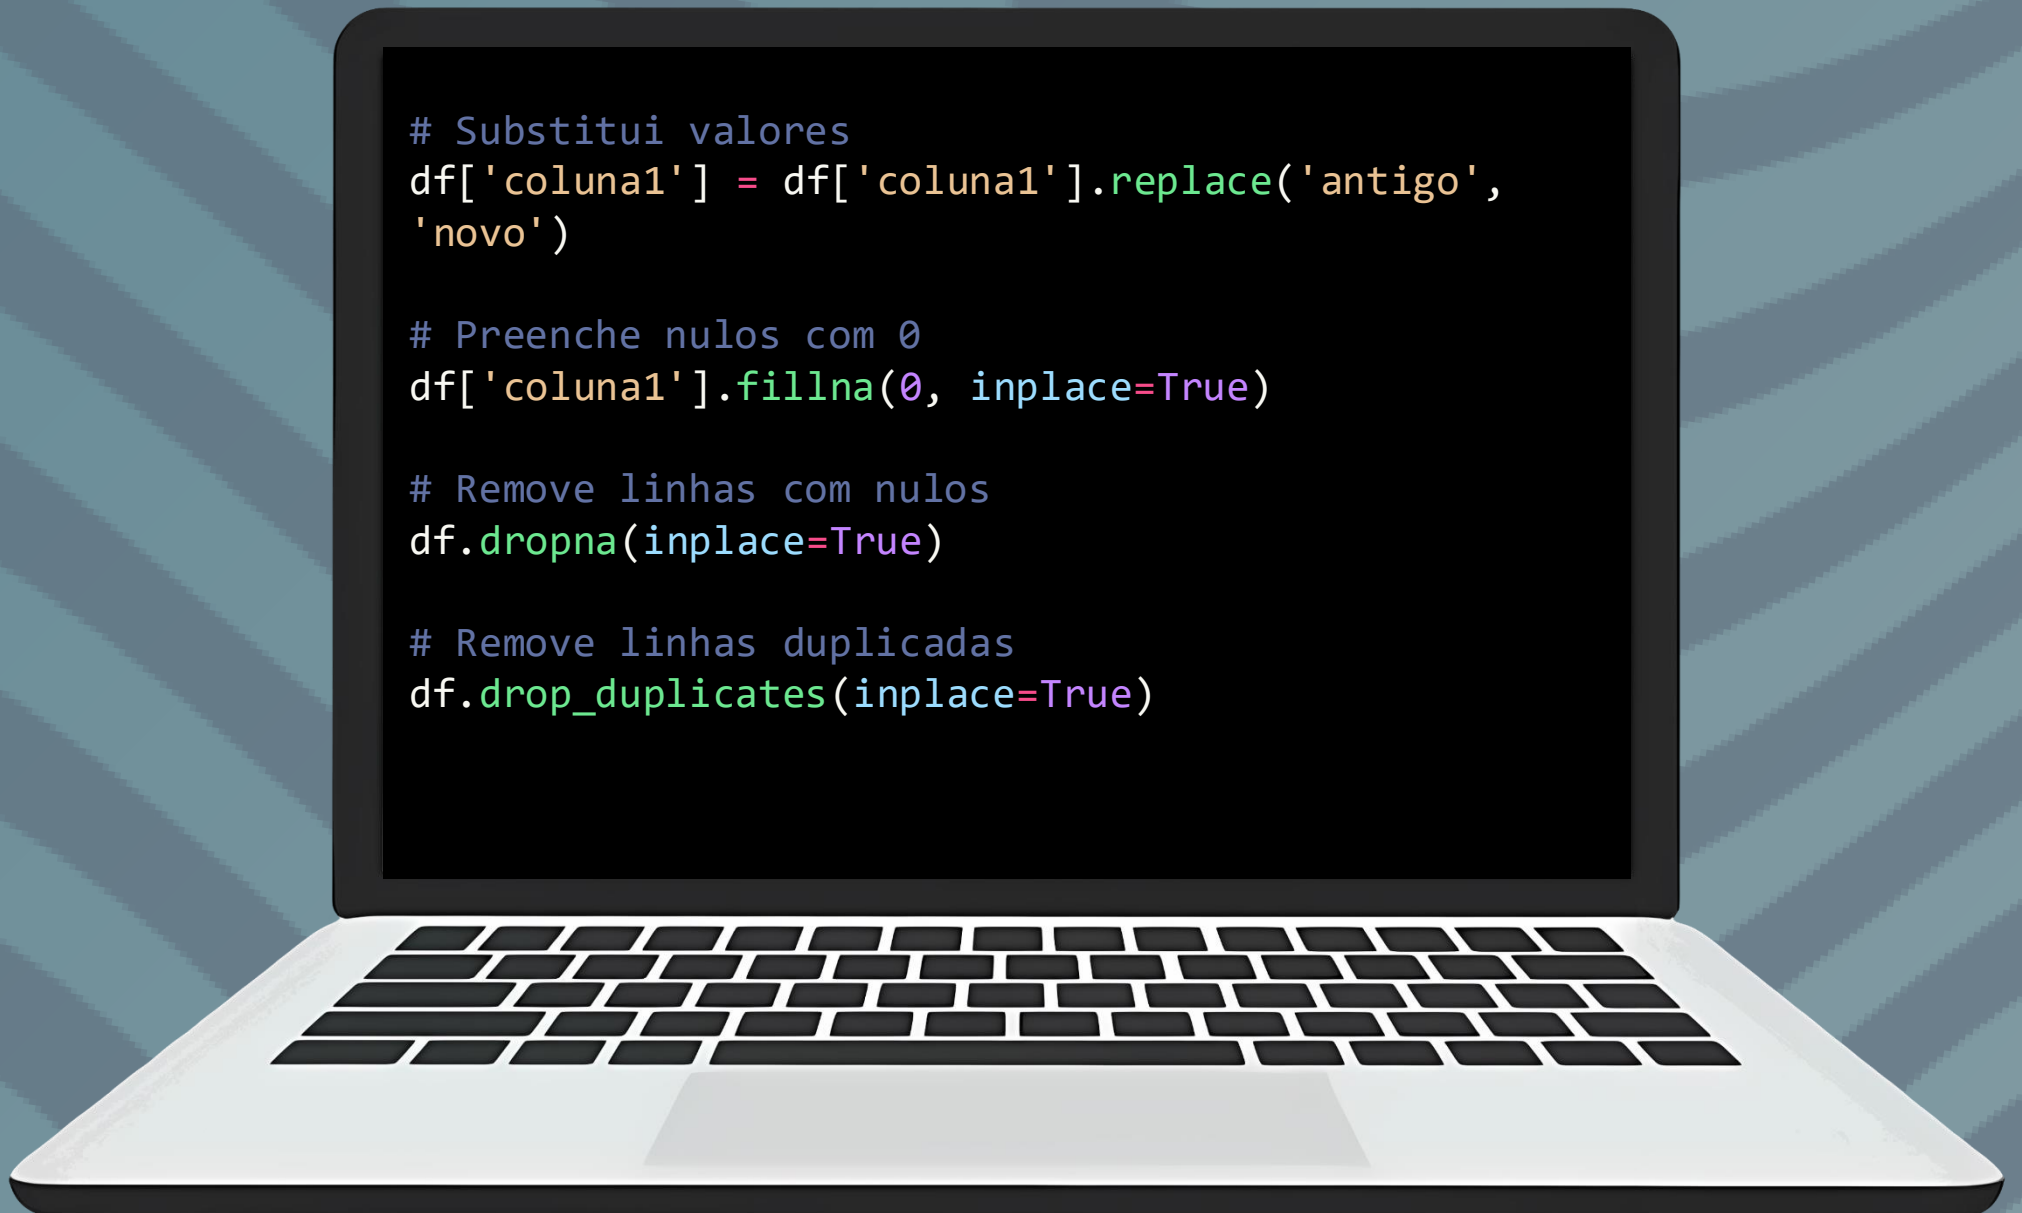 # Substitui valores
df['coluna1'] = df['coluna1'].replace('antigo',
'novo')
# Preenche nulos com 0
df['coluna1'].fillna(0, inplace=True)
# Remove linhas com nulos
df.dropna(inplace=True)
# Remove linhas duplicadas
df.drop_duplicates(inplace=True)